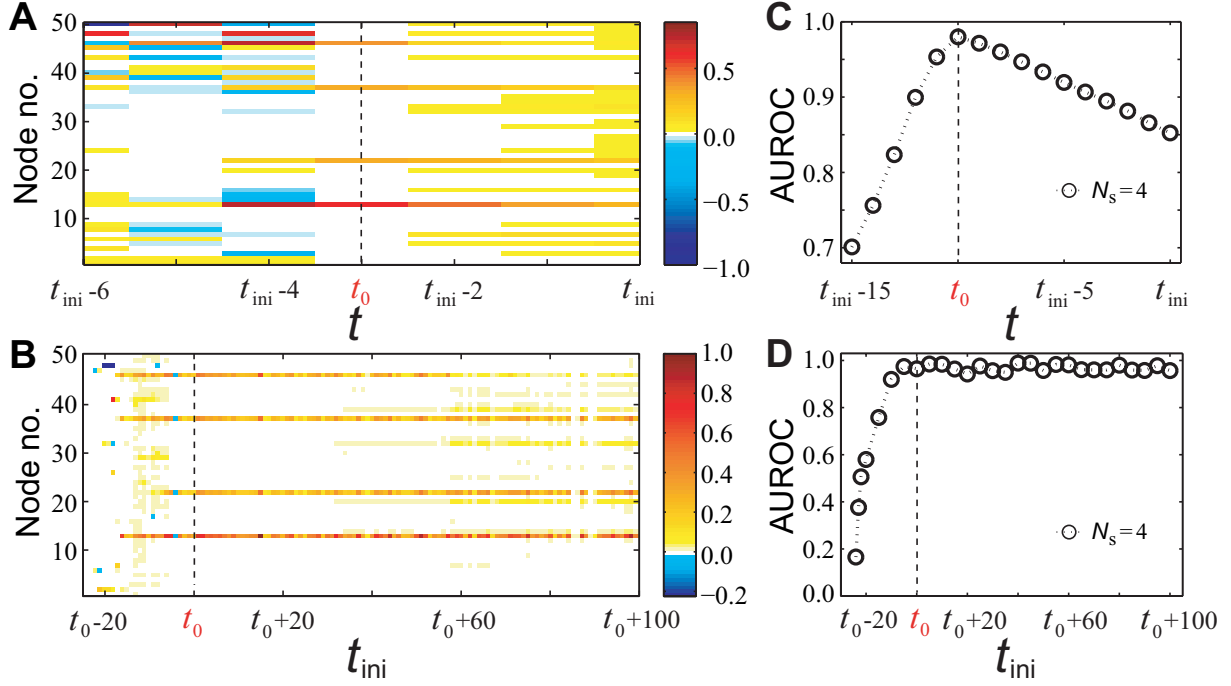 A
50
40
30
20
10
Node no.
t_ini -6
t_ini -4
t_0
t_ini -2
t_ini
t
0.5
0.0
−0.5
−1.0
C
1.0
0.9
0.8
0.7
AUROC
N_s = 4
t_ini -15
t_0
t_ini -5
t_ini
t
B
50
40
30
20
10
Node no.
t_0-20
t_0
t_0+20
t_0+60
t_0+100
t_ini
1.0
0.8
0.6
0.4
0.2
0.0
−0.2
D
1.0
0.8
0.6
0.4
0.2
0.0
AUROC
N_s = 4
t_0-20
t_0
t_0+20
t_0+60
t_0+100
t_ini